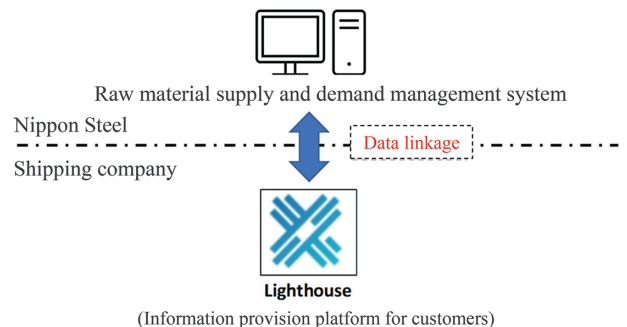 Raw material supply and demand management system
Nippon Steel
Data linkage
Shipping company
Lighthouse
(Information provision platform for customers)